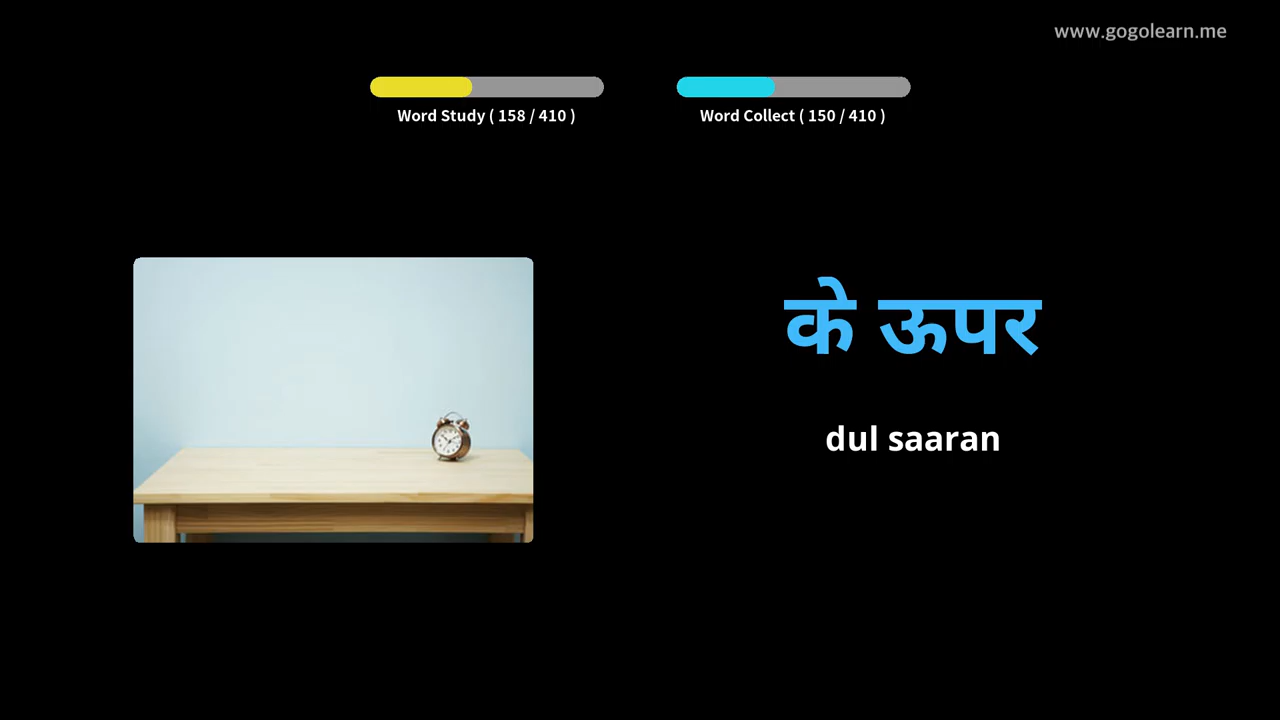 www.gogolearn.me
Word Study ( 158 / 410 )
Word Collect ( 150 / 410 )
के ऊपर
dul saaran